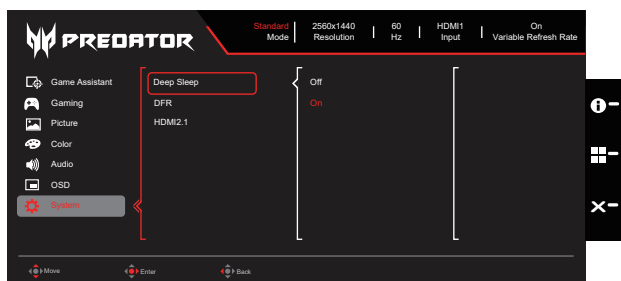 PREDATOR
Standard
Mode
2560x1440
Resolution
60
Hz
HDMI1
Input
On
Variable Refresh Rate
Game Assistant
Gaming
Picture
Color
Audio
OSD
System
Deep Sleep
DFR
HDMI2.1
Off
On
Move
Enter
Back